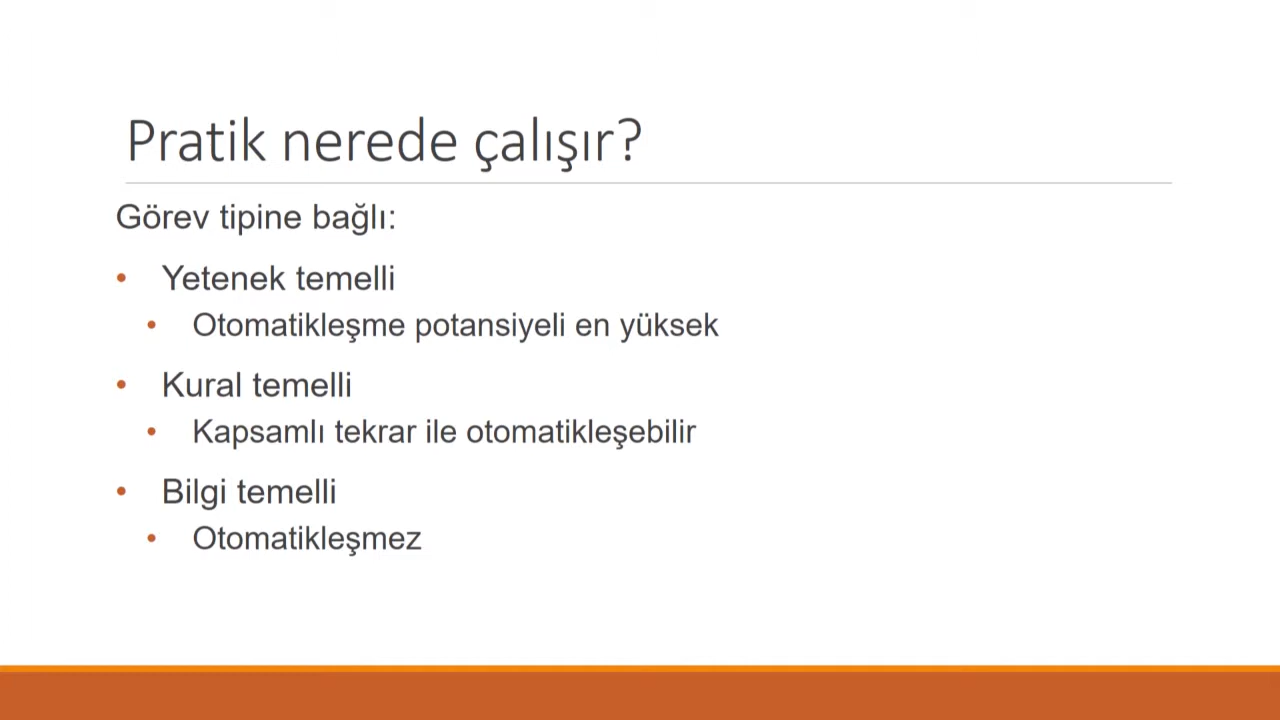 Pratik nerede çalışır?
Görev tipine bağlı:
• Yetenek temelli
• Otomatikleşme potansiyeli en yüksek
• Kural temelli
• Kapsamlı tekrar ile otomatikleşebilir
• Bilgi temelli
• Otomatikleşmez